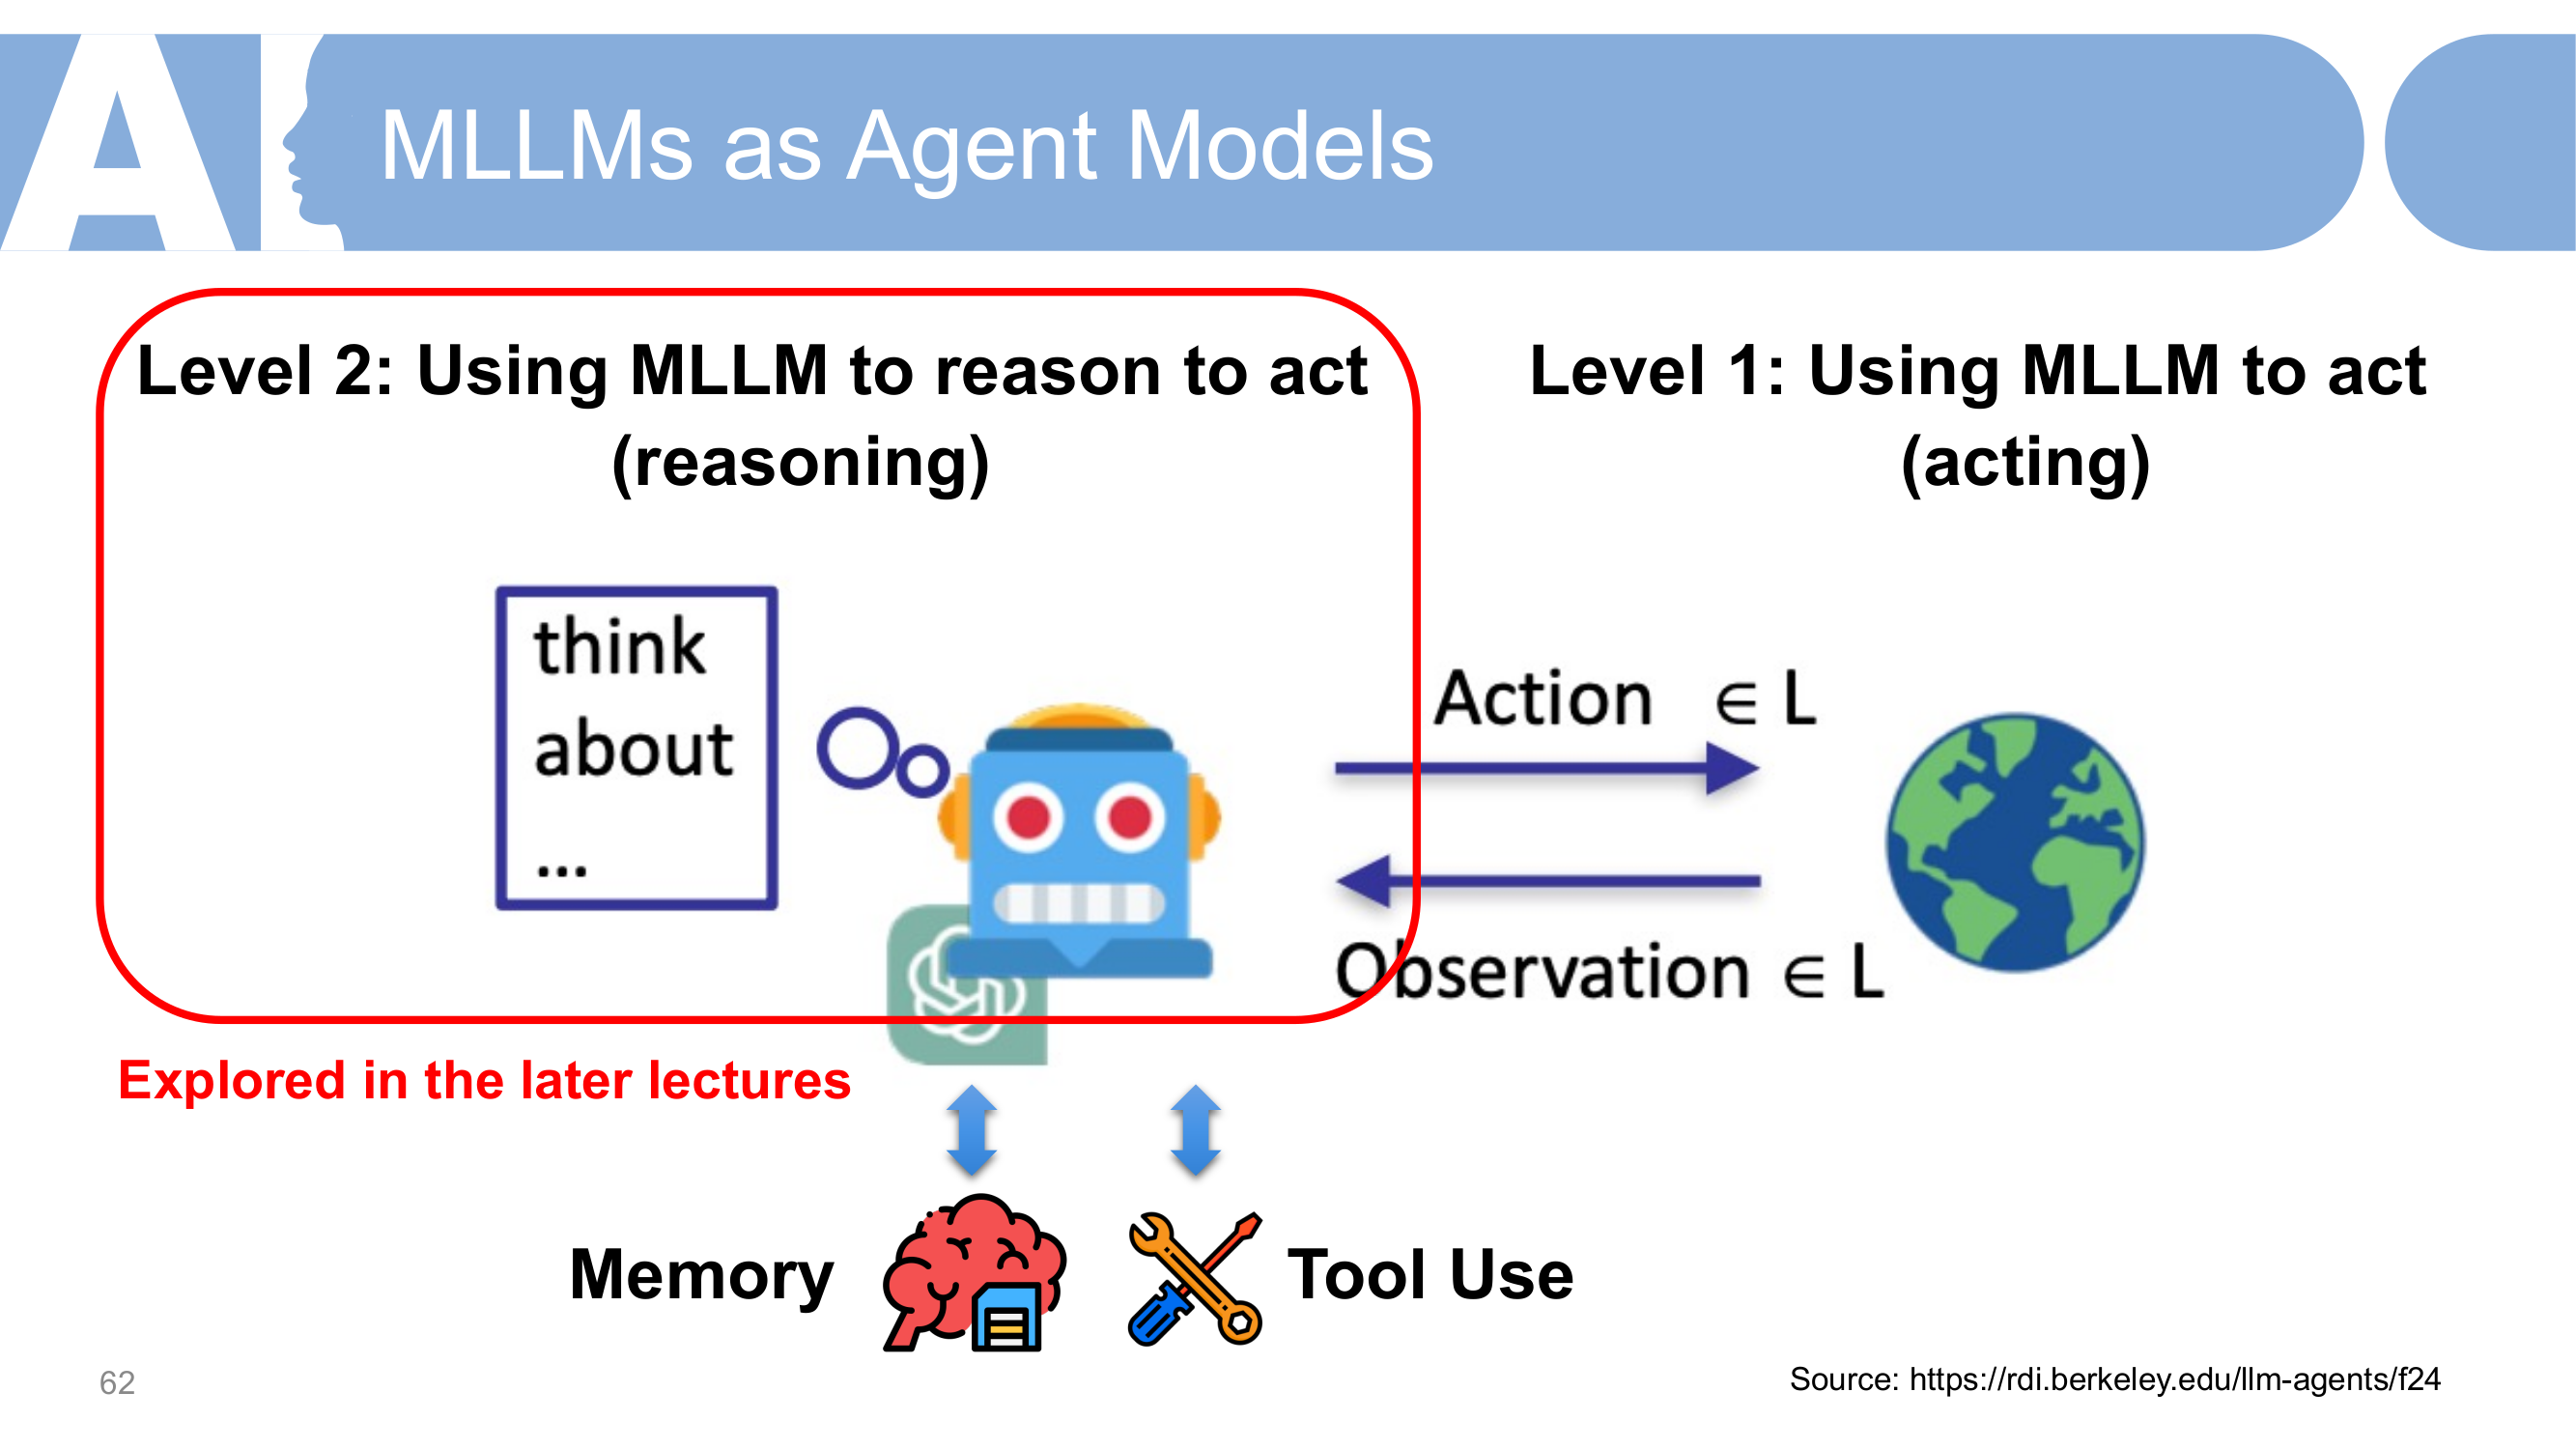 AI
MLLMs as Agent Models
Level 2: Using MLLM to reason to act
(reasoning)
Level 1: Using MLLM to act
(acting)
think
about
...
Action ∈ L
Observation ∈ L
Explored in the later lectures
Memory
Tool Use
62
Source: https://rdi.berkeley.edu/llm-agents/f24